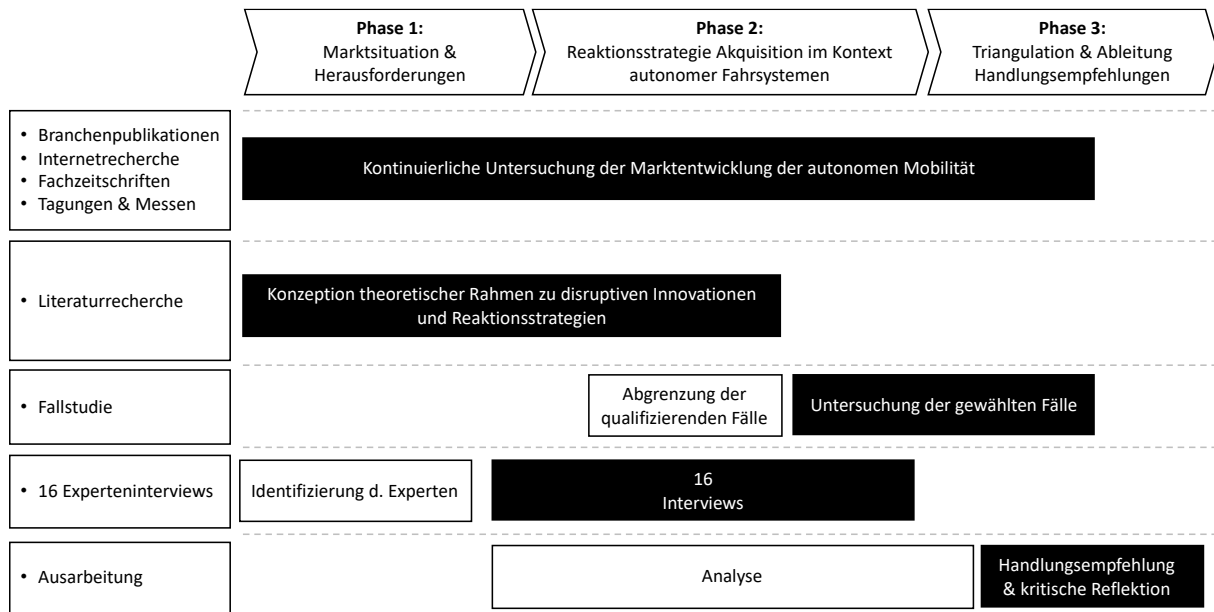 Phase 1:
Marktsituation &
Herausforderungen
Phase 2:
Reaktionsstrategie Akquisition im Kontext
autonomer Fahrsystemen
Phase 3:
Triangulation & Ableitung
Handlungsempfehlungen
• Branchenpublikationen
• Internetrecherche
• Fachzeitschriften
• Tagungen & Messen
Kontinuierliche Untersuchung der Marktentwicklung der autonomen Mobilität
• Literaturrecherche
Konzeption theoretischer Rahmen zu disruptiven Innovationen
und Reaktionsstrategien
• Fallstudie
Abgrenzung der
qualifizierenden Fälle
Untersuchung der gewählten Fälle
• 16 Experteninterviews
Identifizierung d. Experten
16
Interviews
• Ausarbeitung
Analyse
Handlungsempfehlung
& kritische Reflektion